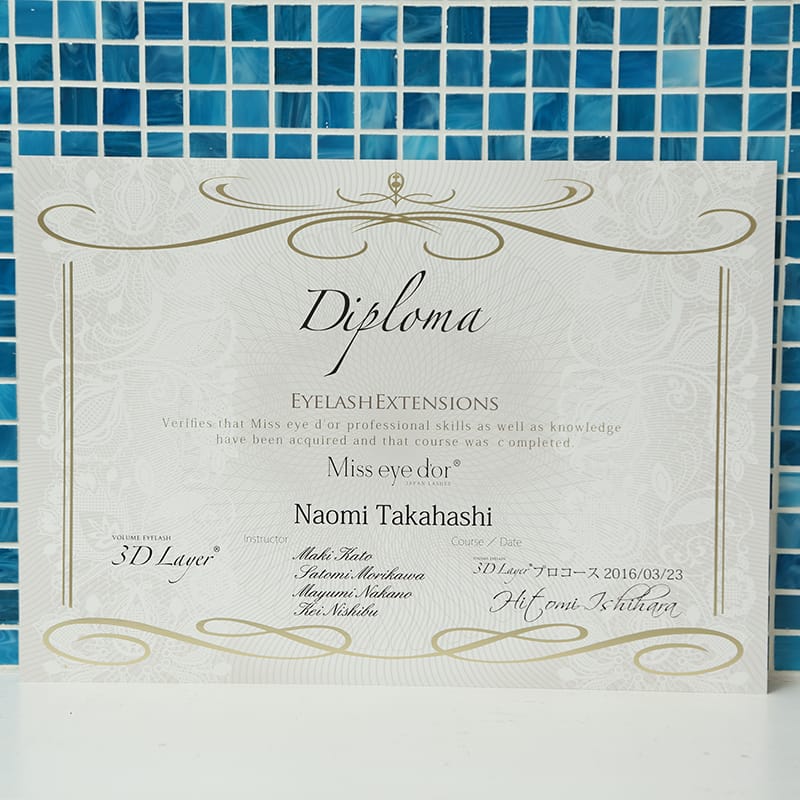 Diploma
EYELASHEXTENSIONS
Verifies that Miss eye d'or professional skills as well as knowledge
have been acquired and that course was completed.
Miss eye d'or®
JAPAN LASHES
Naomi Takahashi
VOLUME EYELASH
3D Layer®
Instructor
Maki Kato
Satomi Morikawa
Mayumi Nakano
Kei Nishibu
Course / Date
VOLUME EYELASH
3D Layer®プロコース 2016/03/23
Hitomi Ishihara